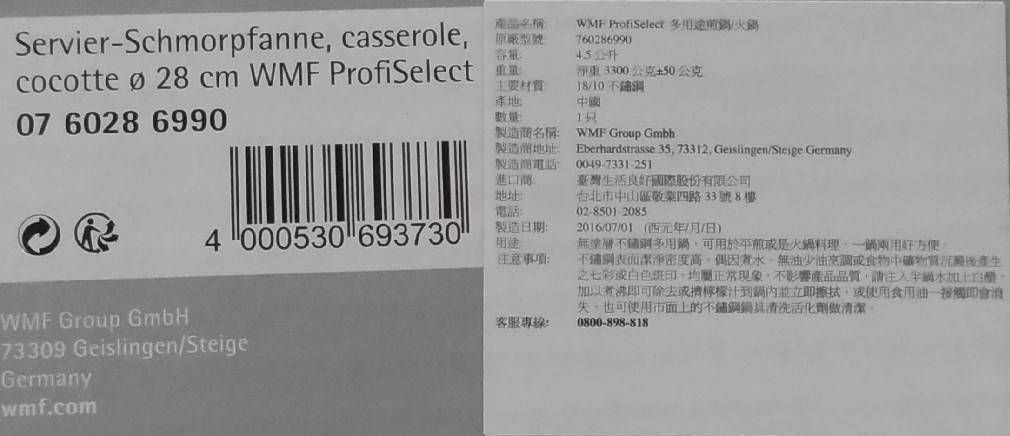 Servier-Schmorpfanne, casserole,
cocotte ø 28 cm WMF ProfiSelect
07 6028 6990
4 000530 693730
WMF Group GmbH
73309 Geislingen/Steige
Germany
wmf.com
產品名稱: WMF ProfiSelect 多用途煎鍋/火鍋
原廠型號: 760286990
容量: 4.5 公升
重量: 淨重 3300 公克±50 公克
主要材質: 18/10 不鏽鋼
產地: 中國
數量: 1 只
製造商名稱: WMF Group Gmbh
製造商地址: Eberhardstrasse 35, 73312, Geislingen/Steige Germany
製造商電話: 0049-7331-251
進口商: 臺灣生活良好國際股份有限公司
地址: 台北市中山區敬業四路 33 號 8 樓
電話: 02-8501-2085
製造日期: 2016/07/01 (西元年/月/日)
用途: 無塗層不鏽鋼多用鍋，可用於平煎或是火鍋料理，一鍋兩用好方便。
注意事項: 不鏽鋼表面潔淨密度高，偶因煮水、無油少油烹調或食物中礦物質沉澱後產生
之七彩或白色斑印，均屬正常現象，不影響產品品質，請注入半鍋水加上白醋，
加以煮沸即可除去或擠檸檬汁到鍋內並立即擦拭，或使用食用油一接觸即會消
失，也可使用市面上的不鏽鋼鍋具清洗活化劑做清潔。
客服專線: 0800-898-818